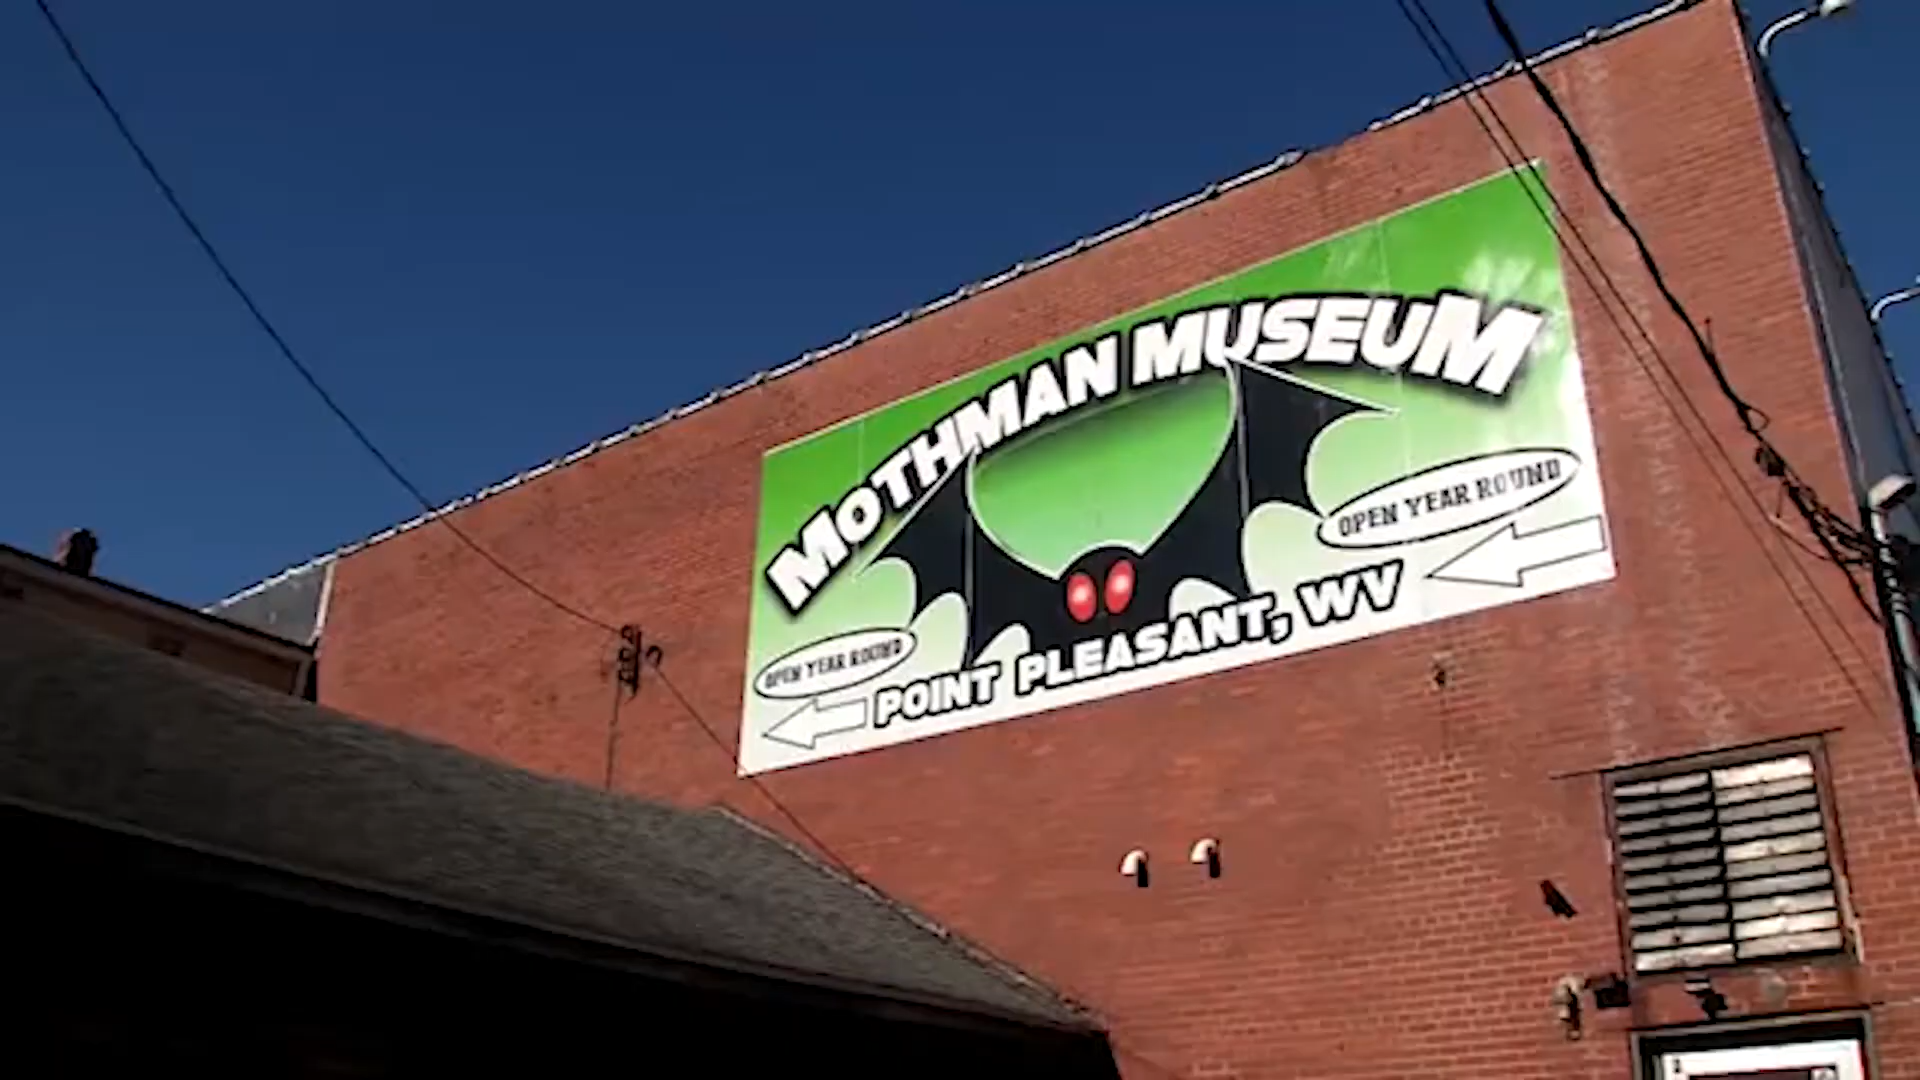 MOTHMAN MUSEUM
OPEN YEAR ROUND
OPEN YEAR ROUND
POINT PLEASANT, WV